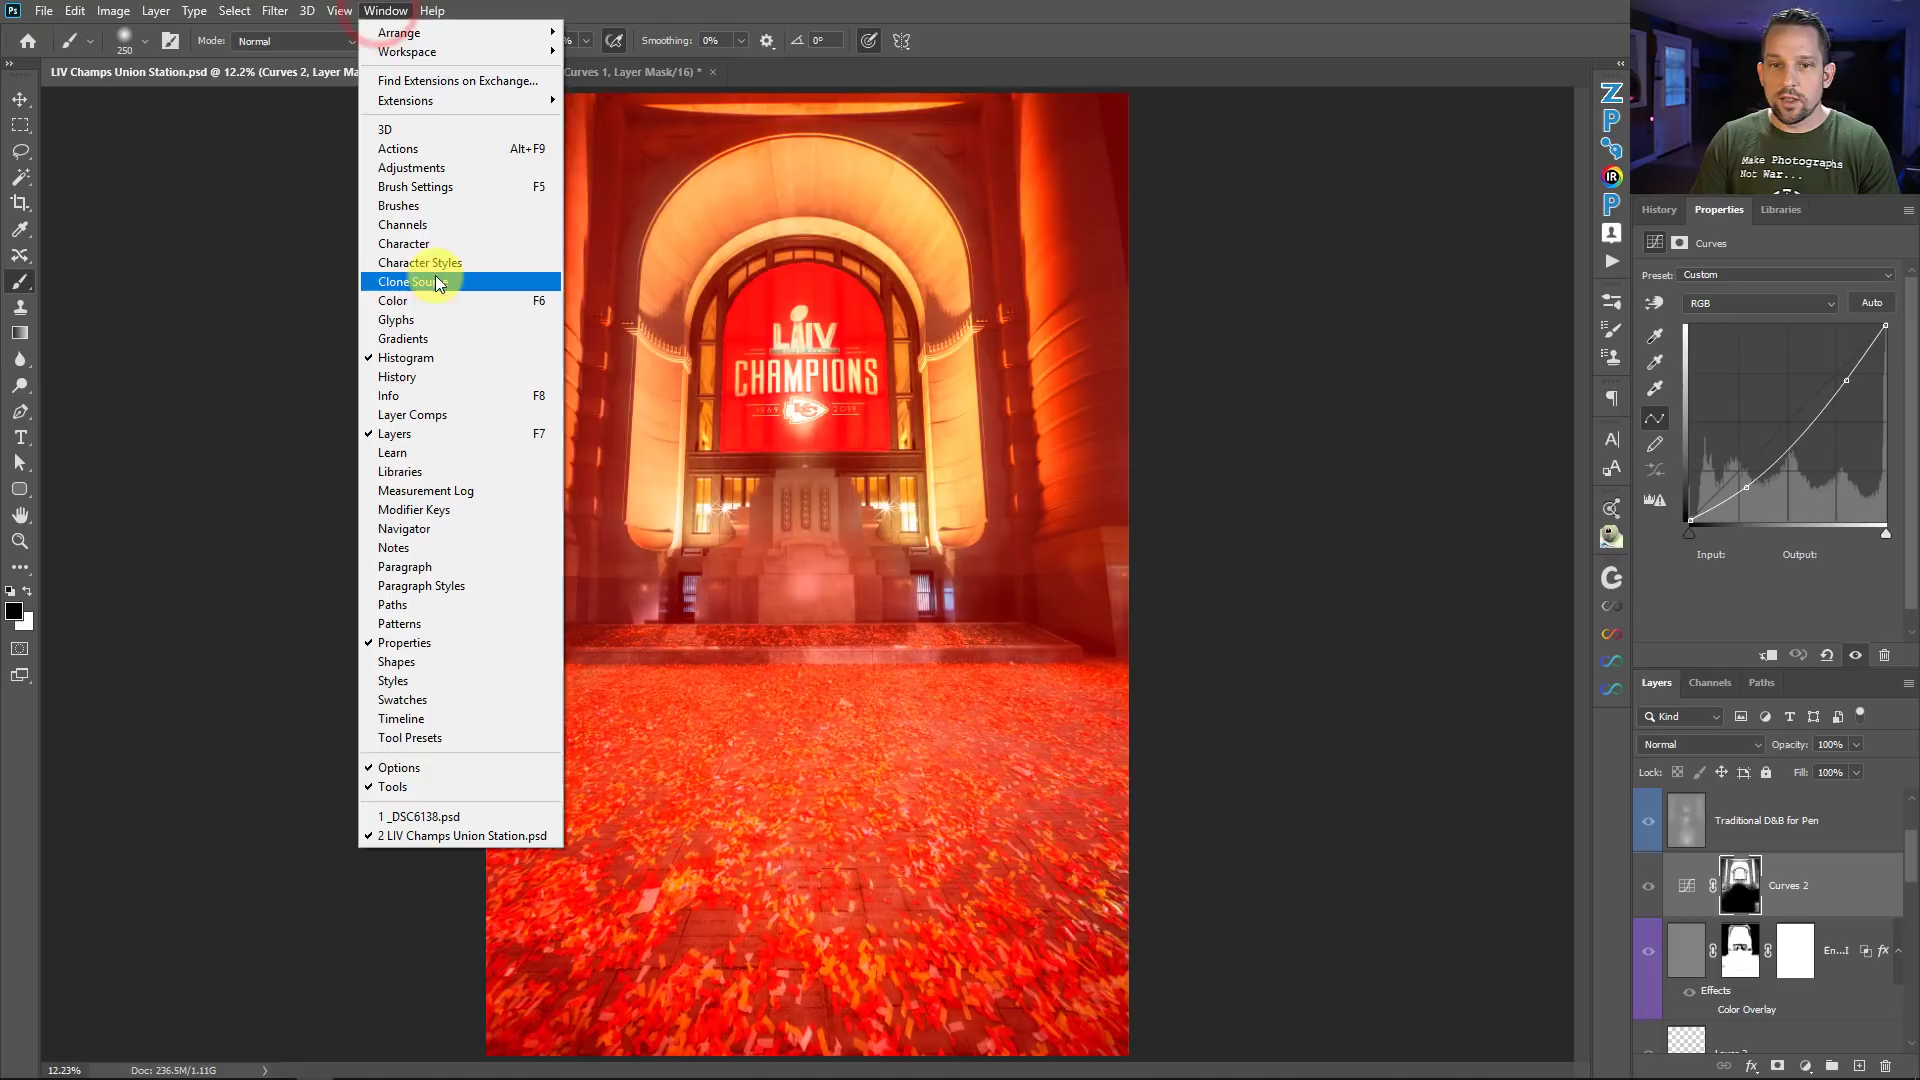 Ps File Edit Image Layer Type Select Filter 3D View Window Help
250 Mode: Normal % Smoothing: 0% 0°
LIV Champs Union Station.psd @ 12.2% (Curves 2, Layer Ma Curves 1, Layer Mask/16) * ×
Arrange
Workspace
Find Extensions on Exchange...
Extensions
3D
Actions Alt+F9
Adjustments
Brush Settings F5
Brushes
Channels
Character
Character Styles
Clone Sour
Color F6
Glyphs
Gradients
Histogram
History
Info F8
Layer Comps
Layers F7
Learn
Libraries
Measurement Log
Modifier Keys
Navigator
Notes
Paragraph
Paragraph Styles
Paths
Patterns
Properties
Shapes
Styles
Swatches
Timeline
Tool Presets
Options
Tools
1 _DSC6138.psd
2 LIV Champs Union Station.psd
LIV
CHAMPIONS
1969 2019
KC
Make Photographs
Not War...
History Properties Libraries
Curves
Preset: Custom
RGB Auto
Input: Output:
Layers Channels Paths
Kind
Normal Opacity: 100%
Lock: Fill: 100%
Traditional D&B for Pen
Curves 2
En...I fx
Effects
Color Overlay
12.23% Doc: 236.5M/1.11G